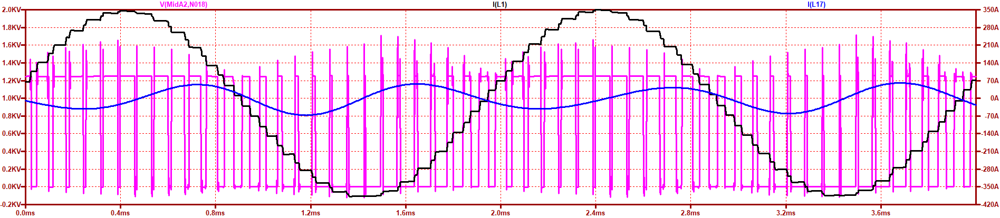 V(MidA2,N018) I(L1) I(L17)
2.0KV 350A
1.8KV 280A
1.6KV 210A
1.4KV 140A
1.2KV 70A
1.0KV 0A
0.8KV -70A
0.6KV -140A
0.4KV -210A
0.2KV -280A
0.0KV -350A
-0.2KV -420A
0.0ms 0.4ms 0.8ms 1.2ms 1.6ms 2.0ms 2.4ms 2.8ms 3.2ms 3.6ms